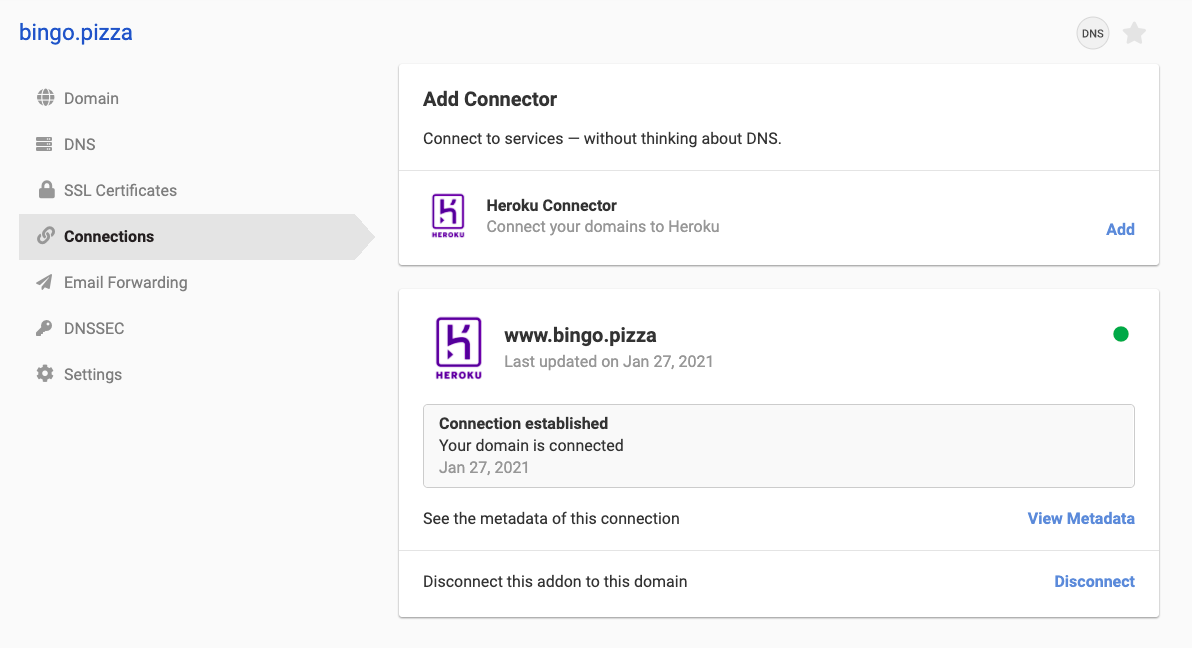 bingo.pizza
DNS
Domain
DNS
SSL Certificates
Connections
Email Forwarding
DNSSEC
Settings
Add Connector
Connect to services — without thinking about DNS.
HEROKU
Heroku Connector
Connect your domains to Heroku
Add
HEROKU
www.bingo.pizza
Last updated on Jan 27, 2021
Connection established
Your domain is connected
Jan 27, 2021
See the metadata of this connection
View Metadata
Disconnect this addon to this domain
Disconnect